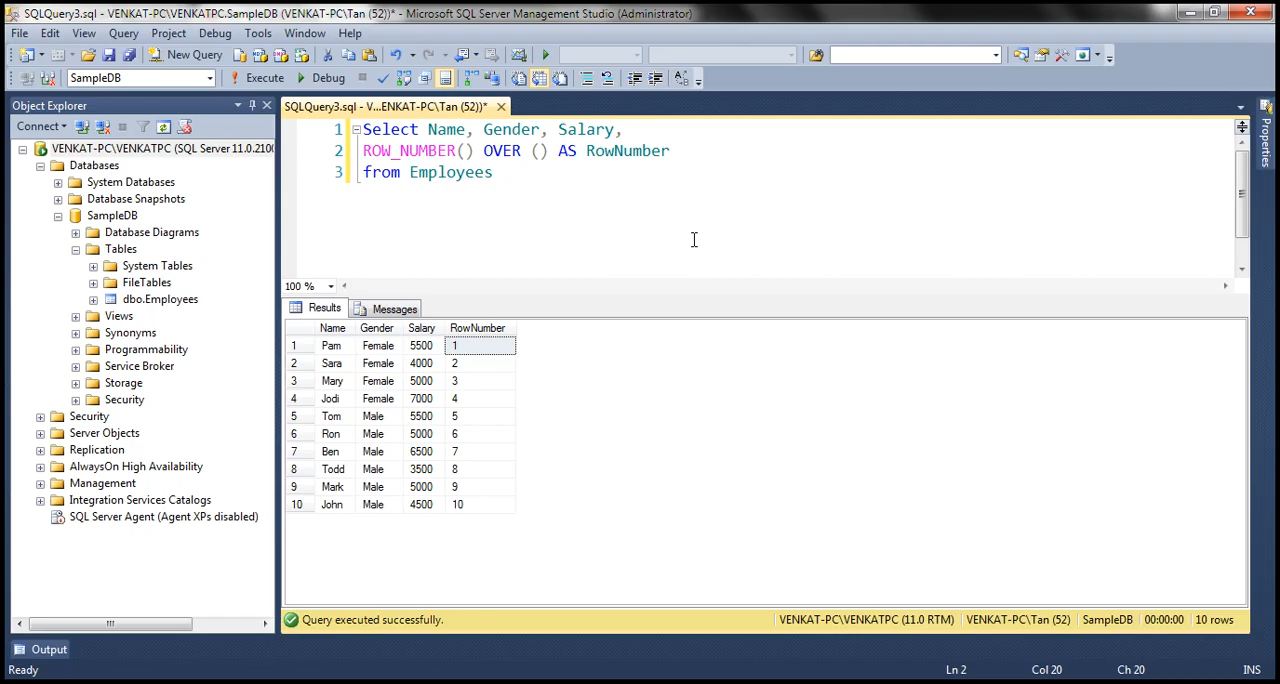 SQLQuery3.sql - VENKAT-PC\VENKATPC.SampleDB (VENKAT-PC\Tan (52))* - Microsoft SQL Server Management Studio (Administrator)
File Edit View Query Project Debug Tools Window Help
New Query
SampleDB Execute Debug
Object Explorer
SQLQuery3.sql - V...ENKAT-PC\Tan (52))*
Connect
VENKAT-PC\VENKATPC (SQL Server 11.0.2100
Databases
System Databases
Database Snapshots
SampleDB
Database Diagrams
Tables
System Tables
FileTables
dbo.Employees
Views
Synonyms
Programmability
Service Broker
Storage
Security
Security
Server Objects
Replication
AlwaysOn High Availability
Management
Integration Services Catalogs
SQL Server Agent (Agent XPs disabled)
1 Select Name, Gender, Salary,
2 ROW_NUMBER() OVER () AS RowNumber
3 from Employees
Properties
100 %
Results Messages
Name Gender Salary RowNumber
1 Pam Female 5500 1
2 Sara Female 4000 2
3 Mary Female 5000 3
4 Jodi Female 7000 4
5 Tom Male 5500 5
6 Ron Male 5000 6
7 Ben Male 6500 7
8 Todd Male 3500 8
9 Mark Male 5000 9
10 John Male 4500 10
Query executed successfully. VENKAT-PC\VENKATPC (11.0 RTM) VENKAT-PC\Tan (52) SampleDB 00:00:00 10 rows
Output
Ready Ln 2 Col 20 Ch 20 INS